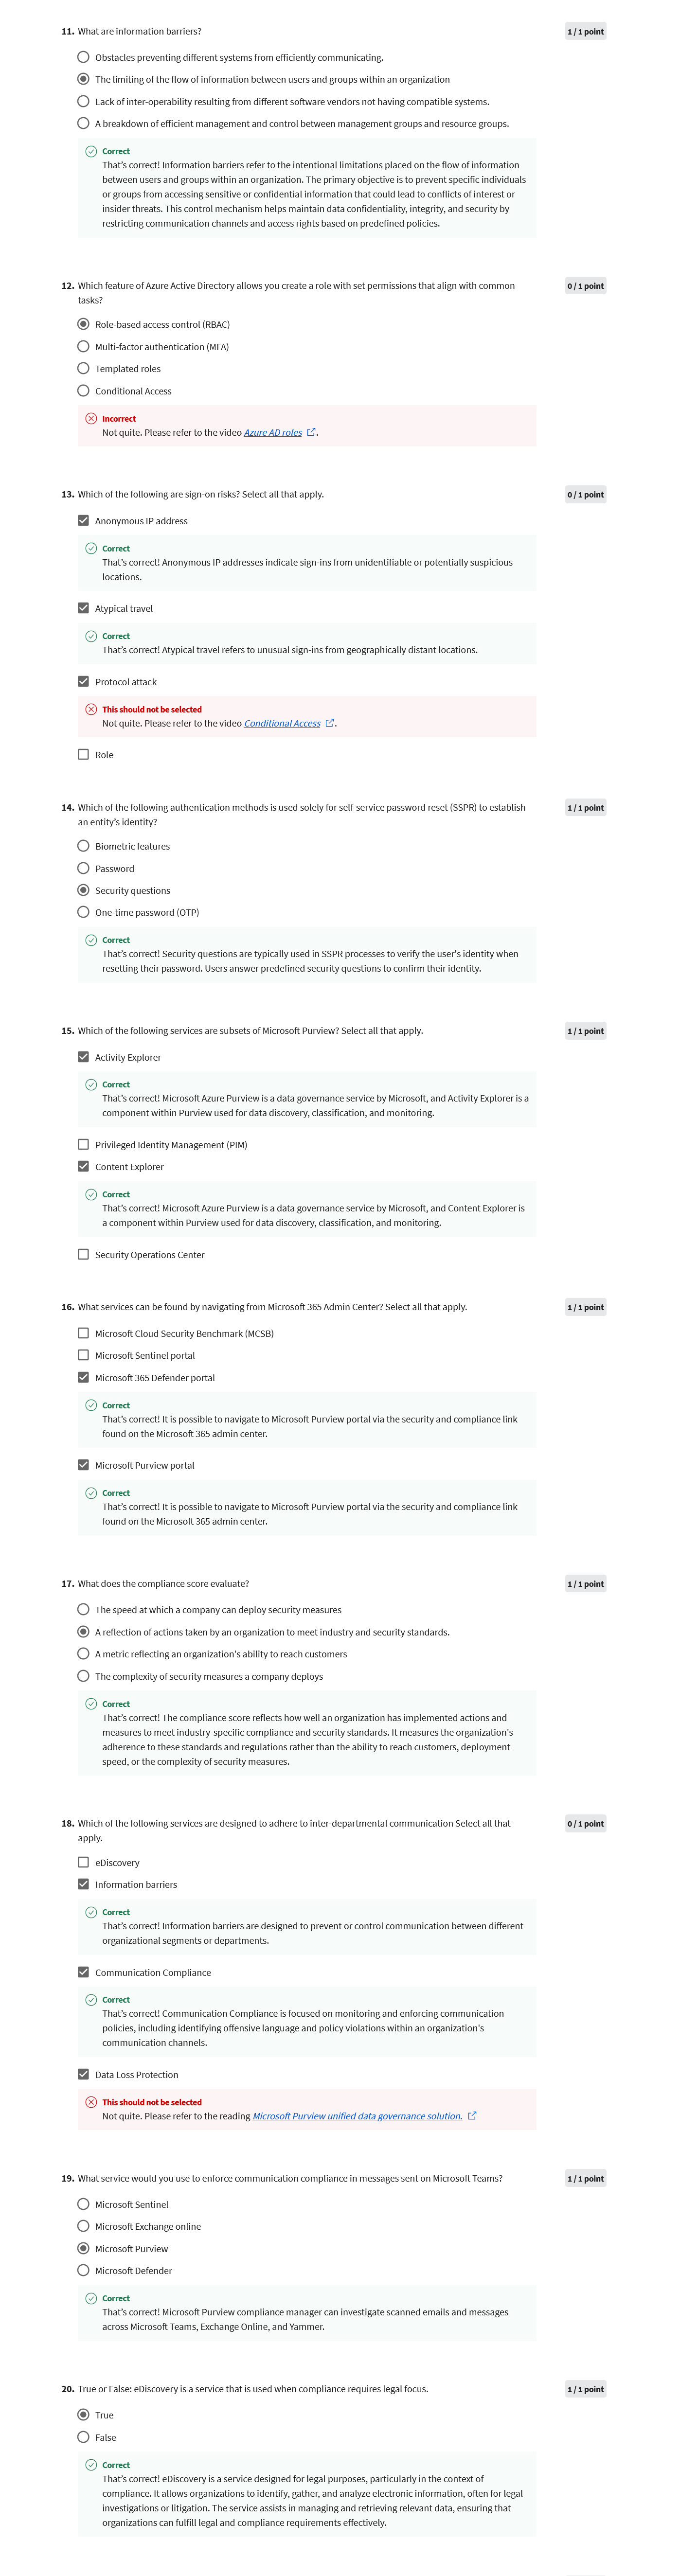 11. What are information barriers?
1 / 1 point
Obstacles preventing different systems from efficiently communicating.
The limiting of the flow of information between users and groups within an organization
Lack of inter-operability resulting from different software vendors not having compatible systems.
A breakdown of efficient management and control between management groups and resource groups.
Correct
That's correct! Information barriers refer to the intentional limitations placed on the flow of information
between users and groups within an organization. The primary objective is to prevent specific individuals
or groups from accessing sensitive or confidential information that could lead to conflicts of interest or
insider threats. This control mechanism helps maintain data confidentiality, integrity, and security by
restricting communication channels and access rights based on predefined policies.
12. Which feature of Azure Active Directory allows you create a role with set permissions that align with common
tasks?
0 / 1 point
Role-based access control (RBAC)
Multi-factor authentication (MFA)
Templated roles
Conditional Access
Incorrect
Not quite. Please refer to the video Azure AD roles .
13. Which of the following are sign-on risks? Select all that apply.
0 / 1 point
Anonymous IP address
Correct
That's correct! Anonymous IP addresses indicate sign-ins from unidentifiable or potentially suspicious
locations.
Atypical travel
Correct
That's correct! Atypical travel refers to unusual sign-ins from geographically distant locations.
Protocol attack
This should not be selected
Not quite. Please refer to the video Conditional Access .
Role
14. Which of the following authentication methods is used solely for self-service password reset (SSPR) to establish
an entity's identity?
1 / 1 point
Biometric features
Password
Security questions
One-time password (OTP)
Correct
That's correct! Security questions are typically used in SSPR processes to verify the user's identity when
resetting their password. Users answer predefined security questions to confirm their identity.
15. Which of the following services are subsets of Microsoft Purview? Select all that apply.
1 / 1 point
Activity Explorer
Correct
That's correct! Microsoft Azure Purview is a data governance service by Microsoft, and Activity Explorer is a
component within Purview used for data discovery, classification, and monitoring.
Privileged Identity Management (PIM)
Content Explorer
Correct
That's correct! Microsoft Azure Purview is a data governance service by Microsoft, and Content Explorer is
a component within Purview used for data discovery, classification, and monitoring.
Security Operations Center
16. What services can be found by navigating from Microsoft 365 Admin Center? Select all that apply.
1 / 1 point
Microsoft Cloud Security Benchmark (MCSB)
Microsoft Sentinel portal
Microsoft 365 Defender portal
Correct
That's correct! It is possible to navigate to Microsoft Purview portal via the security and compliance link
found on the Microsoft 365 admin center.
Microsoft Purview portal
Correct
That's correct! It is possible to navigate to Microsoft Purview portal via the security and compliance link
found on the Microsoft 365 admin center.
17. What does the compliance score evaluate?
1 / 1 point
The speed at which a company can deploy security measures
A reflection of actions taken by an organization to meet industry and security standards.
A metric reflecting an organization's ability to reach customers
The complexity of security measures a company deploys
Correct
That's correct! The compliance score reflects how well an organization has implemented actions and
measures to meet industry-specific compliance and security standards. It measures the organization's
adherence to these standards and regulations rather than the ability to reach customers, deployment
speed, or the complexity of security measures.
18. Which of the following services are designed to adhere to inter-departmental communication Select all that
apply.
0 / 1 point
eDiscovery
Information barriers
Correct
That's correct! Information barriers are designed to prevent or control communication between different
organizational segments or departments.
Communication Compliance
Correct
That's correct! Communication Compliance is focused on monitoring and enforcing communication
policies, including identifying offensive language and policy violations within an organization's
communication channels.
Data Loss Protection
This should not be selected
Not quite. Please refer to the reading Microsoft Purview unified data governance solution.
19. What service would you use to enforce communication compliance in messages sent on Microsoft Teams?
1 / 1 point
Microsoft Sentinel
Microsoft Exchange online
Microsoft Purview
Microsoft Defender
Correct
That's correct! Microsoft Purview compliance manager can investigate scanned emails and messages
across Microsoft Teams, Exchange Online, and Yammer.
20. True or False: eDiscovery is a service that is used when compliance requires legal focus.
1 / 1 point
True
False
Correct
That's correct! eDiscovery is a service designed for legal purposes, particularly in the context of
compliance. It allows organizations to identify, gather, and analyze electronic information, often for legal
investigations or litigation. The service assists in managing and retrieving relevant data, ensuring that
organizations can fulfill legal and compliance requirements effectively.